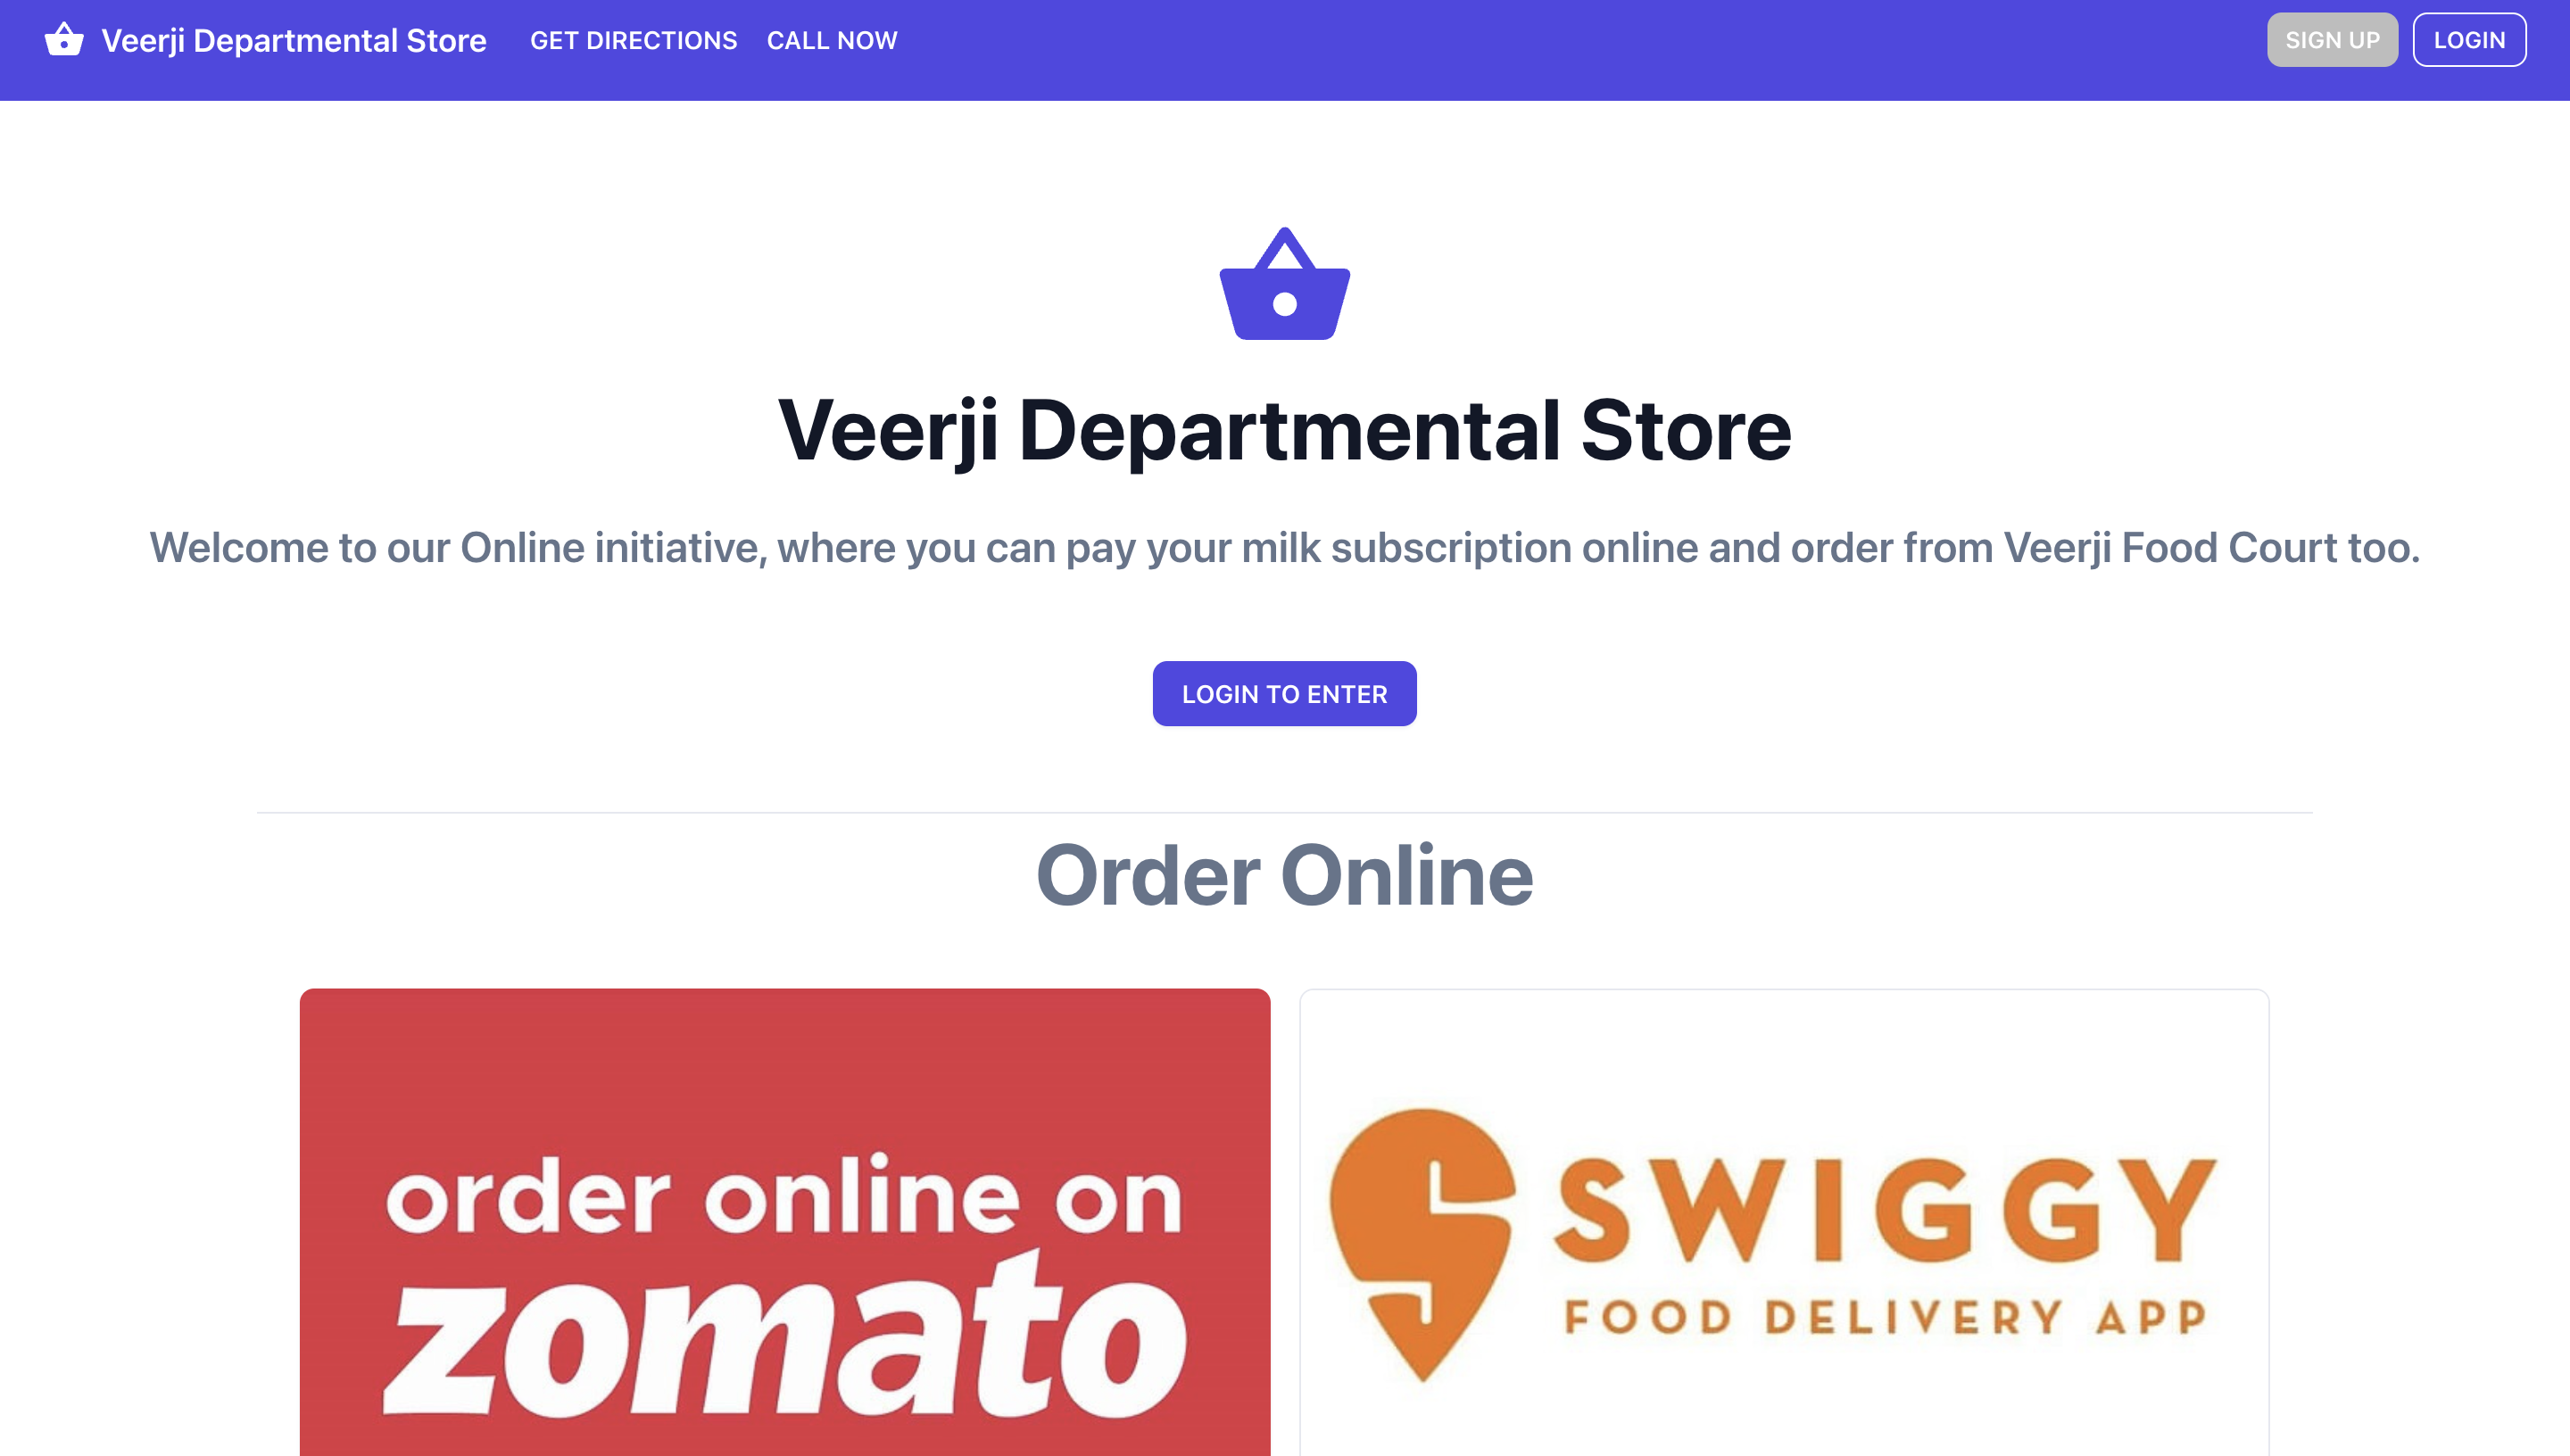 Veerji Departmental Store GET DIRECTIONS CALL NOW SIGN UP LOGIN
Veerji Departmental Store
Welcome to our Online initiative, where you can pay your milk subscription online and order from Veerji Food Court too.
LOGIN TO ENTER
Order Online
order online on
zomato
SWIGGY
FOOD DELIVERY APP